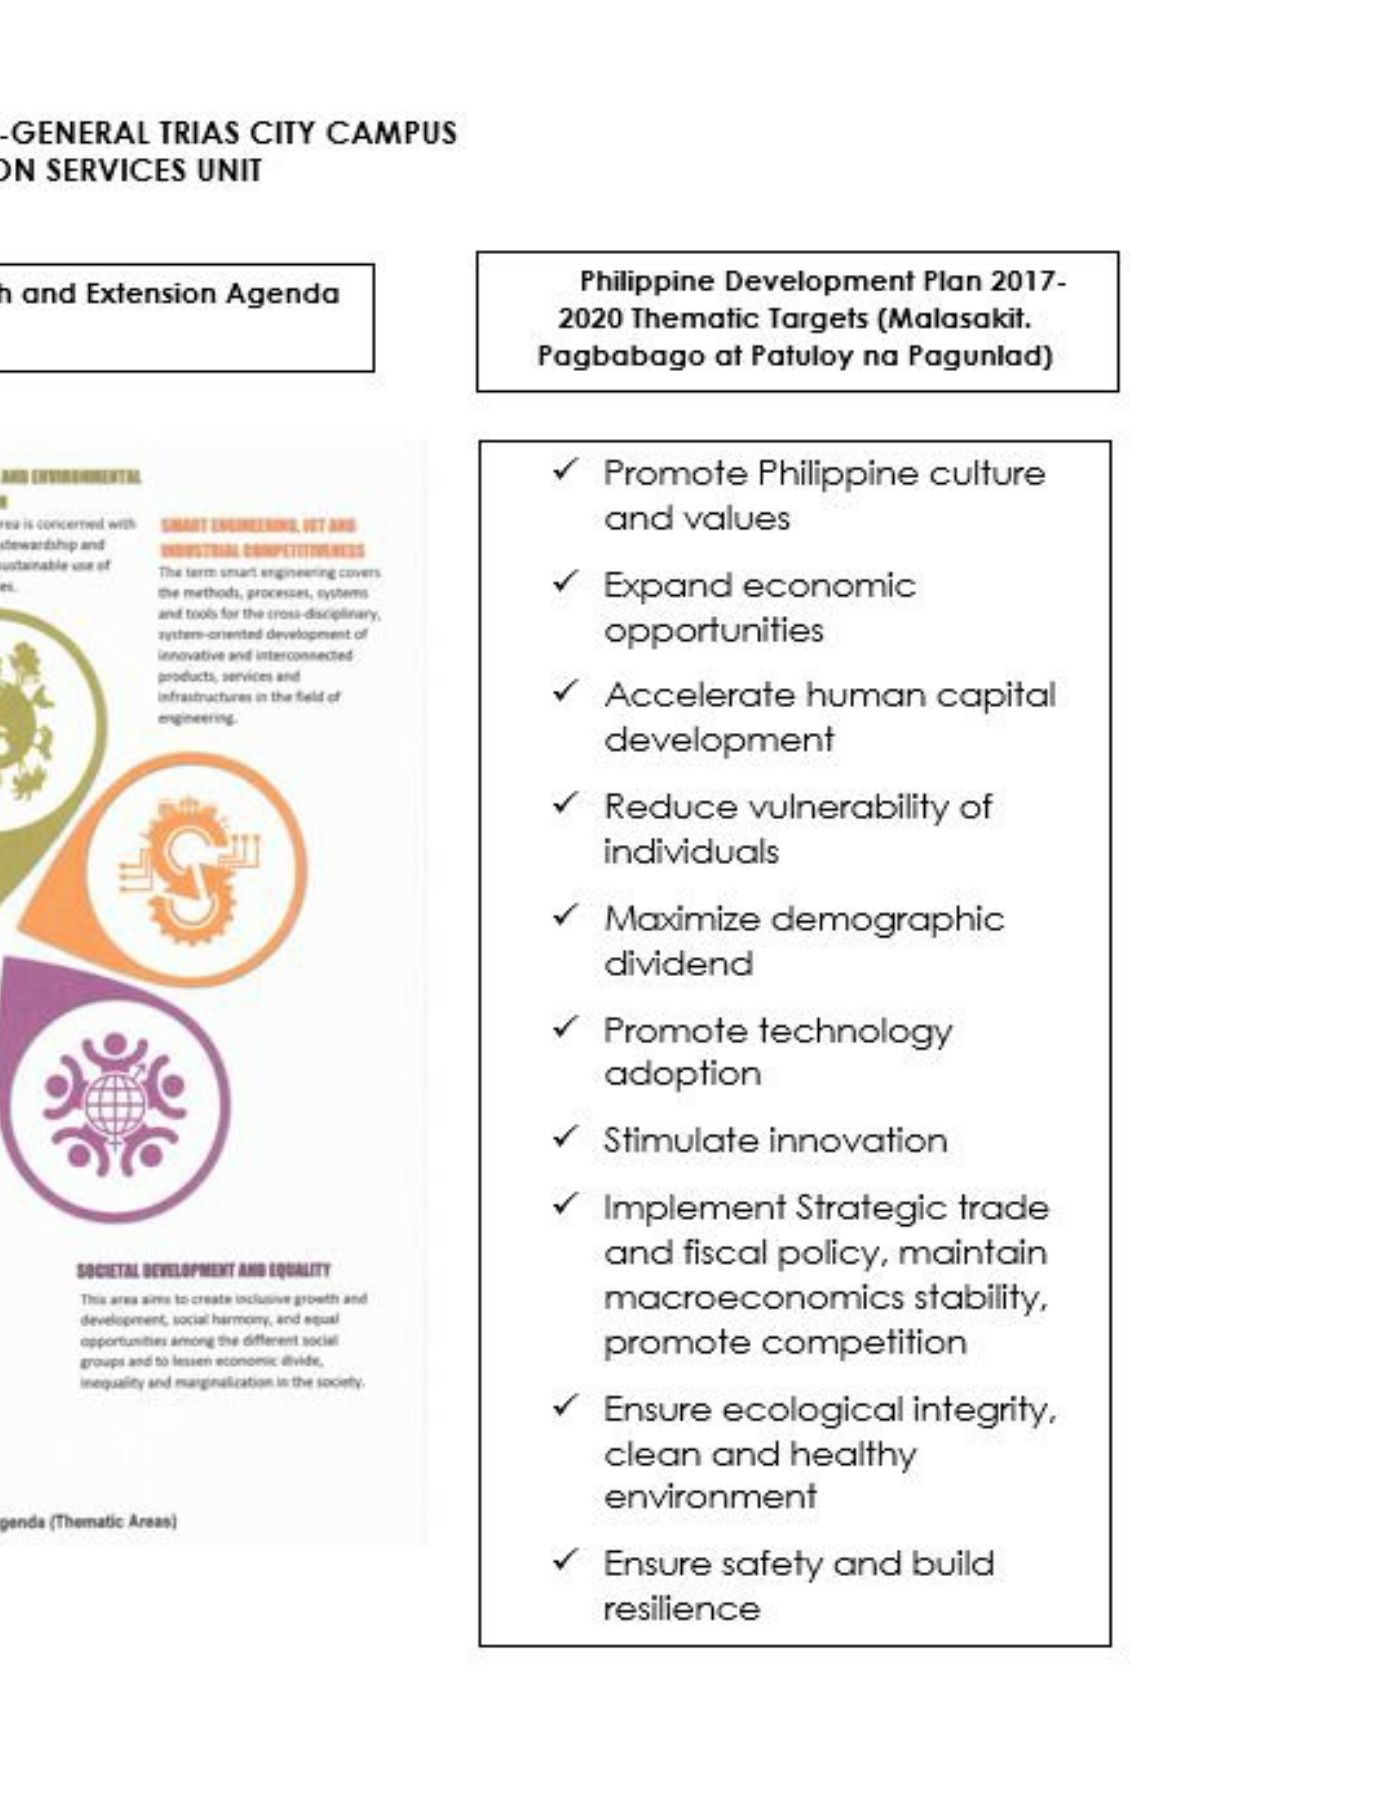 -GENERAL TRIAS CITY CAMPUS
ON SERVICES UNIT
h and Extension Agenda
Philippine Development Plan 2017-
2020 Thematic Targets (Malasakit.
Pagbabago at Patuloy na Pagunlad)
AND ENVIRONMENTAL
rea is concerned with
stewardship and
sustainable use of
es.
SMART ENGINEERING, ICT AND
INDUSTRIAL COMPETITIVENESS
The term smart engineering covers
the methods, processes, systems
and tools for the cross-disciplinary,
system-oriented development of
innovative and interconnected
products, services and
infrastructures in the field of
engineering.
SOCIETAL DEVELOPMENT AND EQUALITY
This area aims to create inclusive growth and
development, social harmony, and equal
opportunities among the different social
groups and to lessen economic divide,
inequality and marginalization in the society.
genda (Thematic Areas)
✓ Promote Philippine culture
and values
✓ Expand economic
opportunities
✓ Accelerate human capital
development
✓ Reduce vulnerability of
individuals
✓ Maximize demographic
dividend
✓ Promote technology
adoption
✓ Stimulate innovation
✓ Implement Strategic trade
and fiscal policy, maintain
macroeconomics stability,
promote competition
✓ Ensure ecological integrity,
clean and healthy
environment
✓ Ensure safety and build
resilience